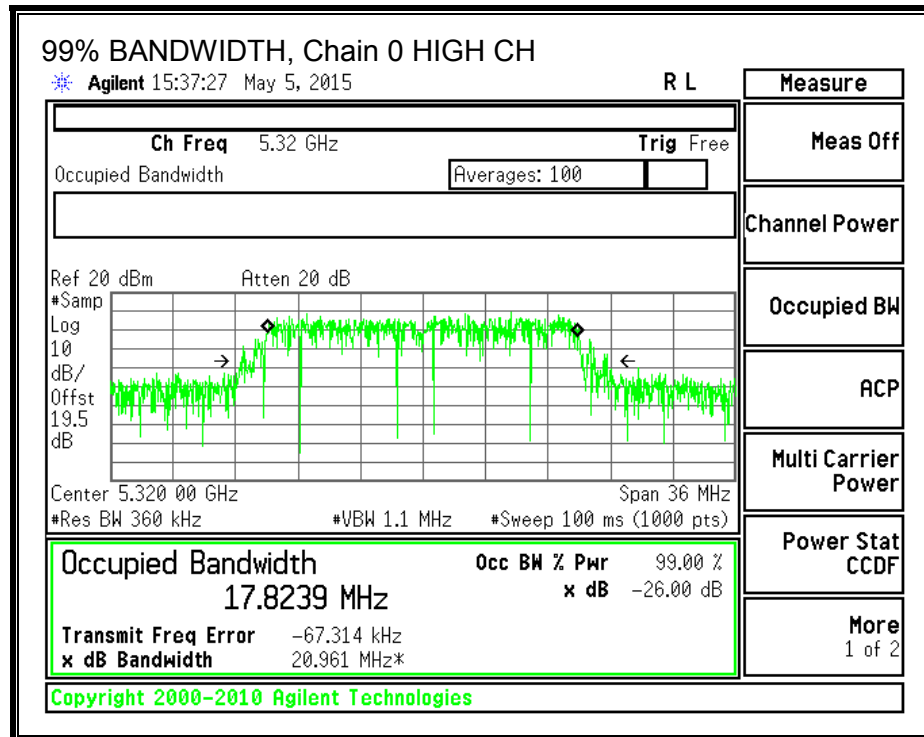 99% BANDWIDTH, Chain 0 HIGH CH
Agilent 15:37:27 May 5, 2015 R L
Ch Freq 5.32 GHz Trig Free
Occupied Bandwidth Averages: 100
Ref 20 dBm Atten 20 dB
#Samp
Log
10
dB/
Offst
19.5
dB
Center 5.320 00 GHz Span 36 MHz
#Res BW 360 kHz #VBW 1.1 MHz #Sweep 100 ms (1000 pts)
Occupied Bandwidth Occ BW % Pwr 99.00 %
17.8239 MHz x dB -26.00 dB
Transmit Freq Error -67.314 kHz
x dB Bandwidth 20.961 MHz*
Copyright 2000-2010 Agilent Technologies
Measure
Meas Off
Channel Power
Occupied BW
ACP
Multi Carrier
Power
Power Stat
CCDF
More
1 of 2